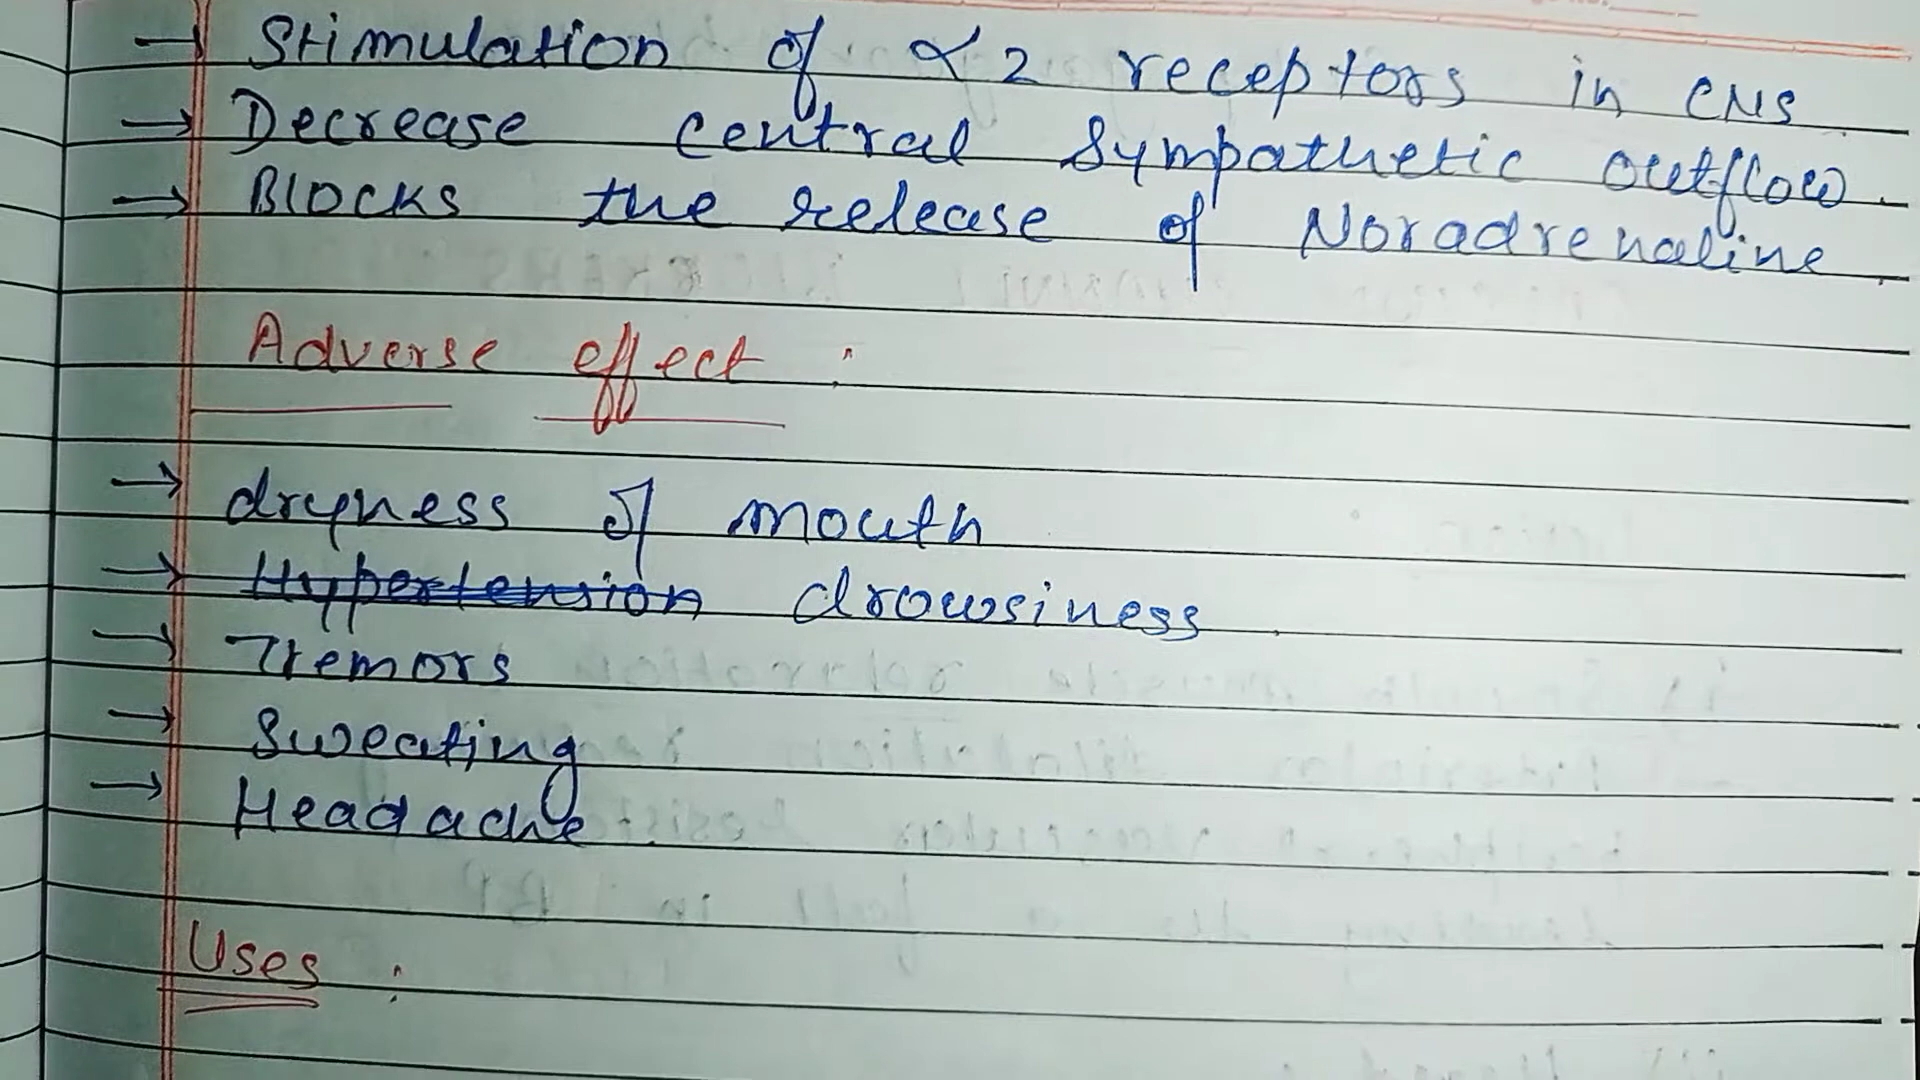 → Stimulation of α2 receptors in CNS
→ Decrease central sympathetic outflow.
→ Blocks the release of Noradrenaline.
Adverse effect :
→ dryness of mouth
→ Hypertension drowsiness.
→ Tremors
→ Sweating
→ Headache
Uses :